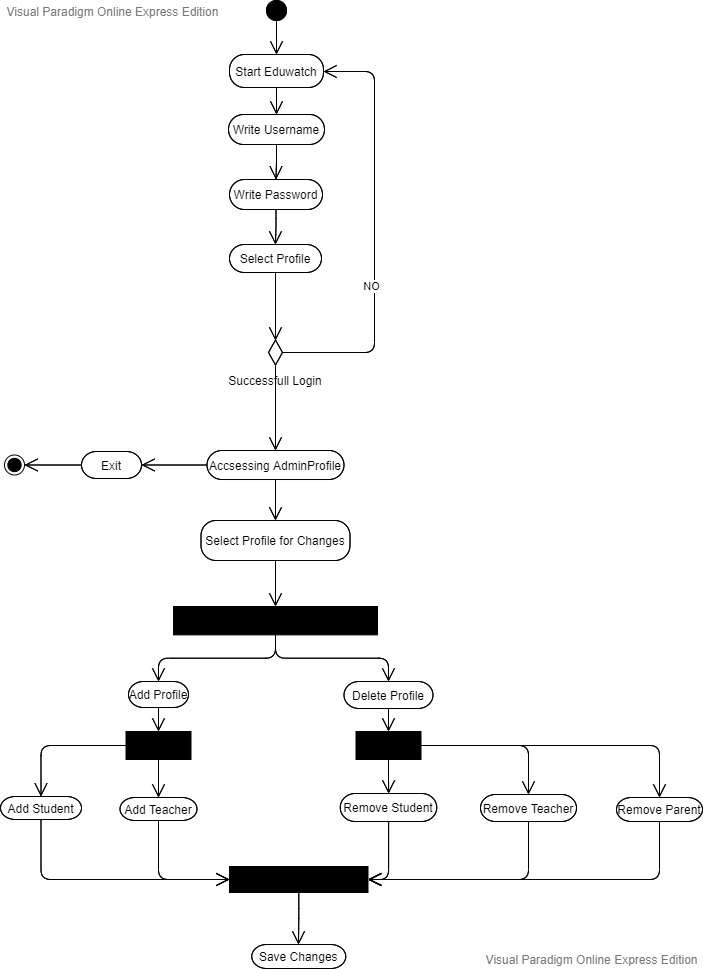 Visual Paradigm Online Express Edition
Start Eduwatch
Write Username
Write Password
Select Profile
NO
Successfull Login
Exit
Accsessing AdminProfile
Select Profile for Changes
Add Profile
Delete Profile
Add Student
Add Teacher
Remove Student
Remove Teacher
Remove Parent
Save Changes
Visual Paradigm Online Express Edition